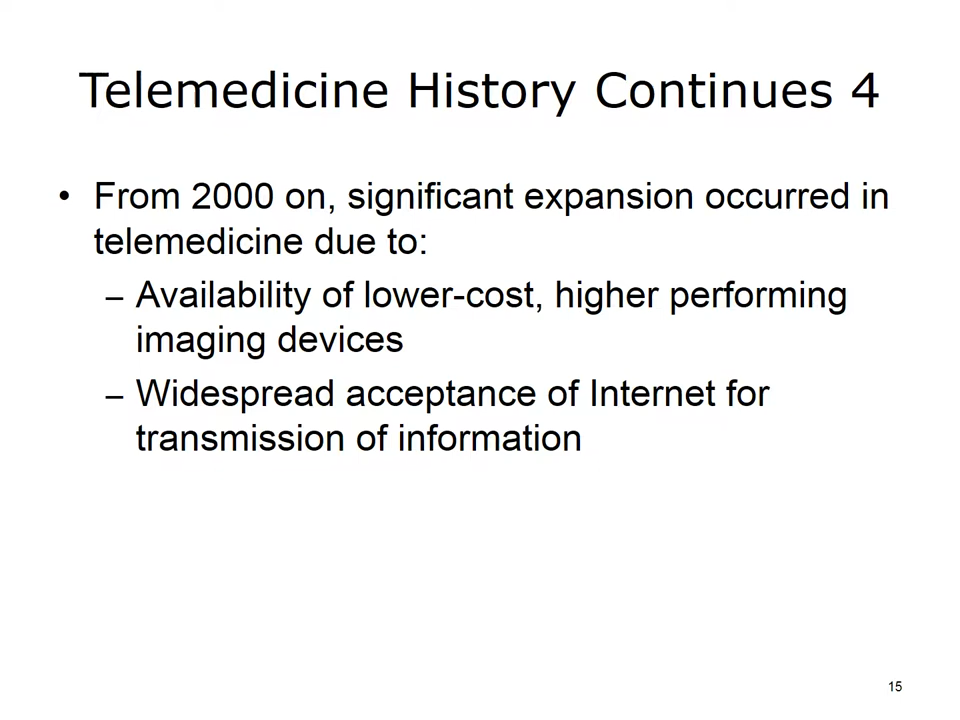 Telemedicine History Continues 4
• From 2000 on, significant expansion occurred in
telemedicine due to:
– Availability of lower-cost, higher performing
imaging devices
– Widespread acceptance of Internet for
transmission of information
15